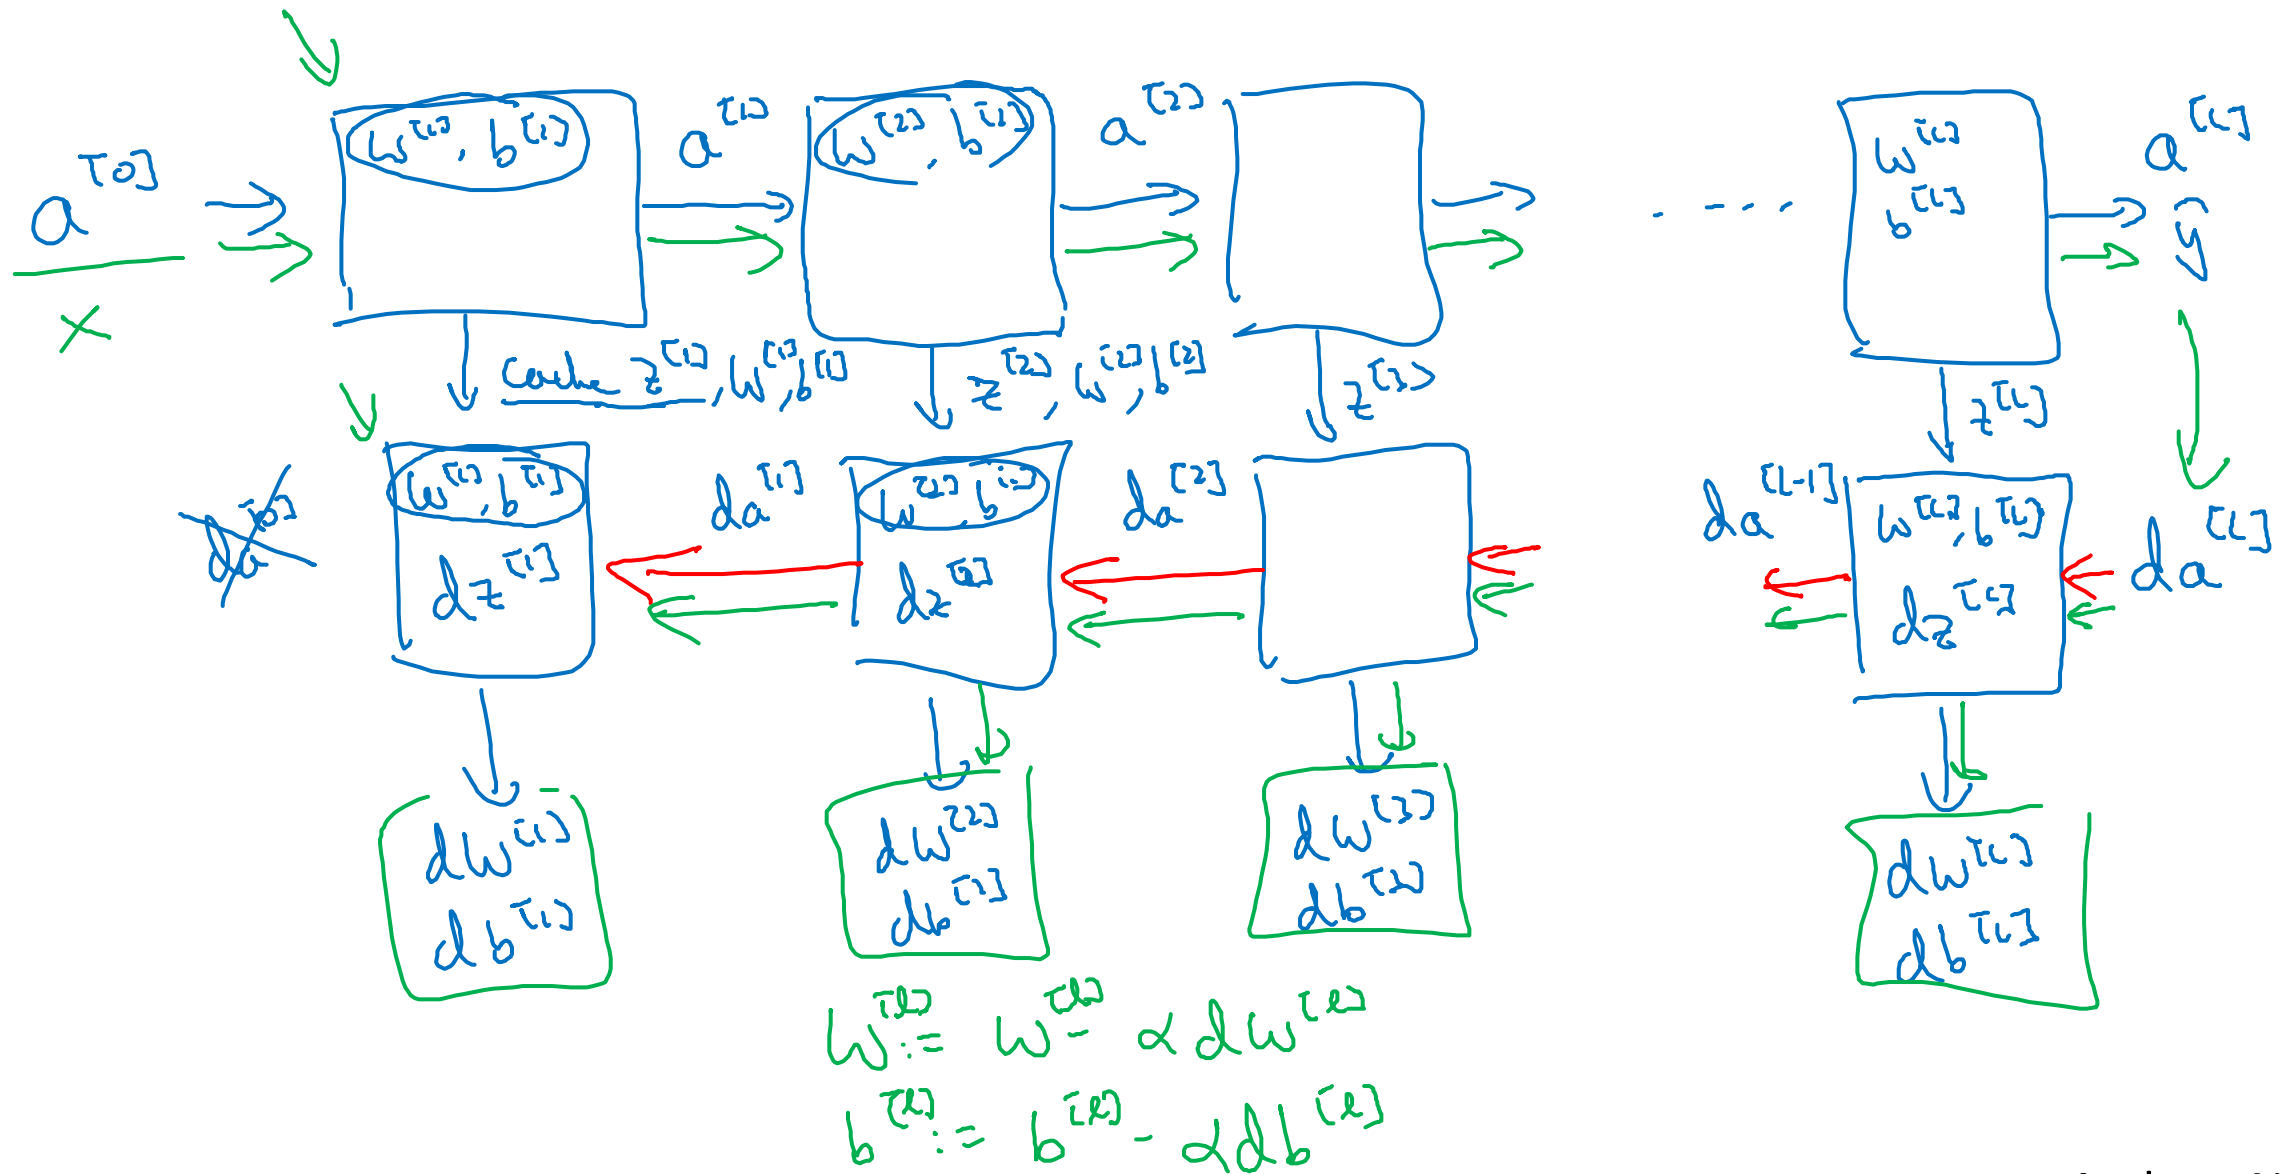 a^[0]
x
w^[1], b^[1]
a^[1]
w^[2], b^[2]
a^[2]
....
w^[L]
b^[L]
a^[L]
ŷ
cache z^[1], w^[1], b^[1]
z^[2], w^[2], b^[2]
z^[3]
z^[L]
da^[0]
w^[1], b^[1]
dz^[1]
da^[1]
w^[2], b^[2]
dz^[2]
da^[2]
da^[L-1]
w^[L], b^[L]
dz^[L]
da^[L]
dw^[1]
db^[1]
dw^[2]
db^[2]
dw^[3]
db^[3]
dw^[L]
db^[L]
w^[l] := w^[l] - αdw^[l]
b^[l] := b^[l] - αdb^[l]